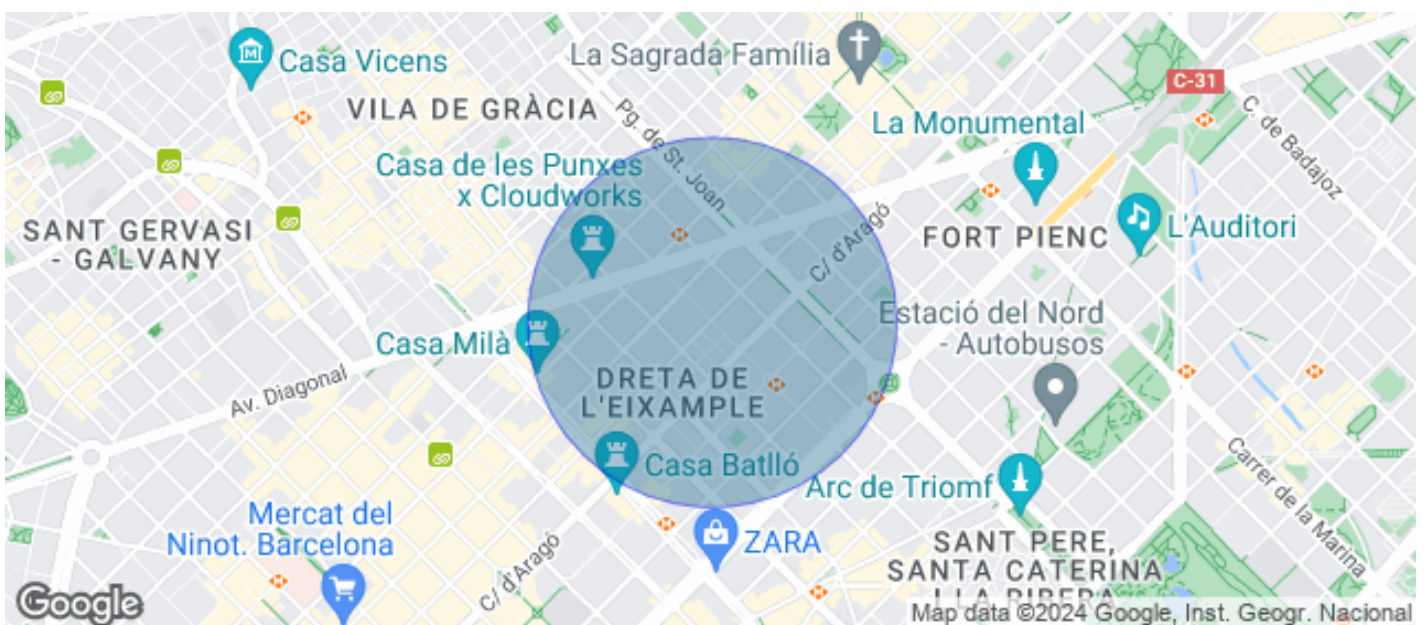 La Sagrada Família
Casa Vicens
C-31
VILA DE GRÀCIA
Pg. de St. Joan
La Monumental
C. de Badajoz
Casa de les Punxes
x Cloudworks
SANT GERVASI
- GALVANY
C/ d'Aragó
FORT PIENC
L'Auditori
Estació del Nord
- Autobusos
Casa Milà
Av. Diagonal
DRETA DE
L'EIXAMPLE
Casa Batlló
Arc de Triomf
Carrer de la Marina
Mercat del
Ninot. Barcelona
C/ d'Aragó
ZARA
SANT PERE,
SANTA CATERINA
I LA RIBERA
Google
Map data ©2024 Google, Inst. Geogr. Nacional